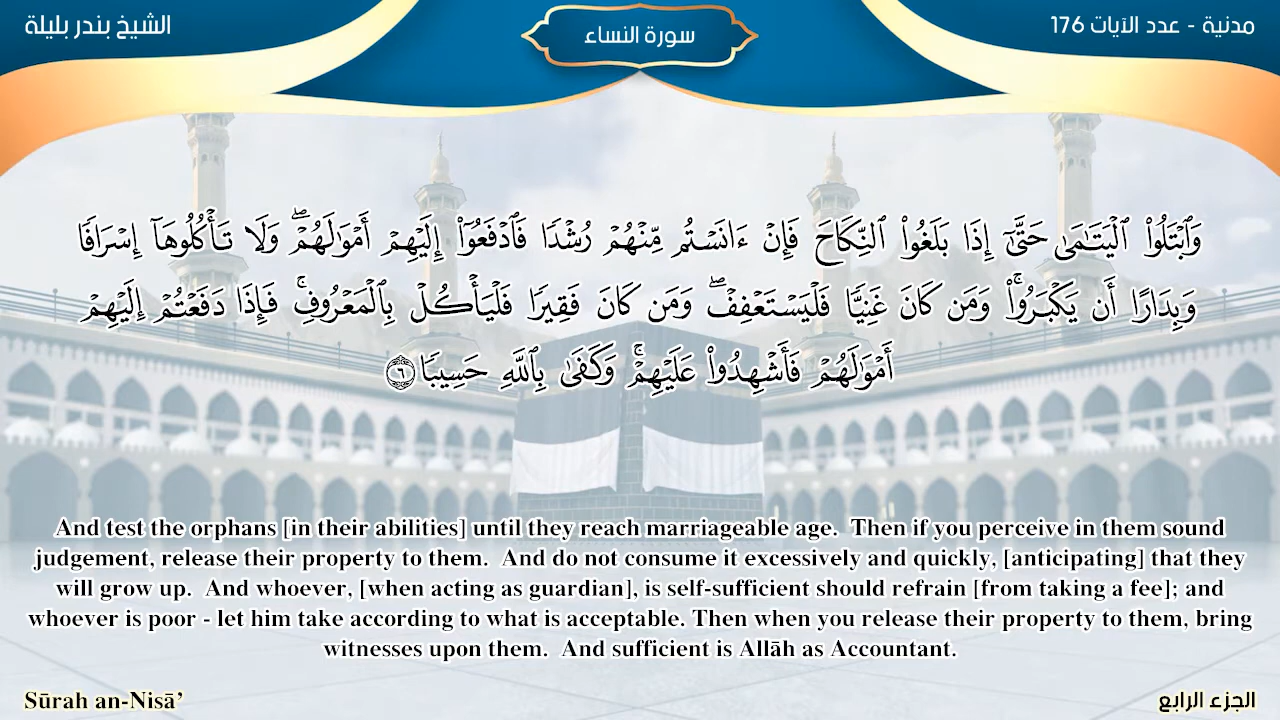 الشيخ بندر بليلة
سورة النساء
مدنية - عدد الآيات 176
وَٱبْتَلُوا۟ ٱلْيَتَـٰمَىٰ حَتَّىٰٓ إِذَا بَلَغُوا۟ ٱلنِّكَاحَ فَإِنْ ءَانَسْتُم مِّنْهُمْ رُشْدًا فَٱدْفَعُوٓا۟ إِلَيْهِمْ أَمْوَٰلَهُمْ ۖ وَلَا تَأْكُلُوهَآ إِسْرَافًا
وَبِدَارًا أَن يَكْبَرُوا۟ ۚ وَمَن كَانَ غَنِيًّا فَلْيَسْتَعْفِفْ ۖ وَمَن كَانَ فَقِيرًا فَلْيَأْكُلْ بِٱلْمَعْرُوفِ ۚ فَإِذَا دَفَعْتُمْ إِلَيْهِمْ
أَمْوَٰلَهُمْ فَأَشْهِدُوا۟ عَلَيْهِمْ ۚ وَكَفَىٰ بِٱللَّهِ حَسِيبًا ٦
And test the orphans [in their abilities] until they reach marriageable age.  Then if you perceive in them sound
judgement, release their property to them.  And do not consume it excessively and quickly, [anticipating] that they
will grow up.  And whoever, [when acting as guardian], is self-sufficient should refrain [from taking a fee]; and
whoever is poor - let him take according to what is acceptable. Then when you release their property to them, bring
witnesses upon them.  And sufficient is Allāh as Accountant.
Sūrah an-Nisā’
الجزء الرابع